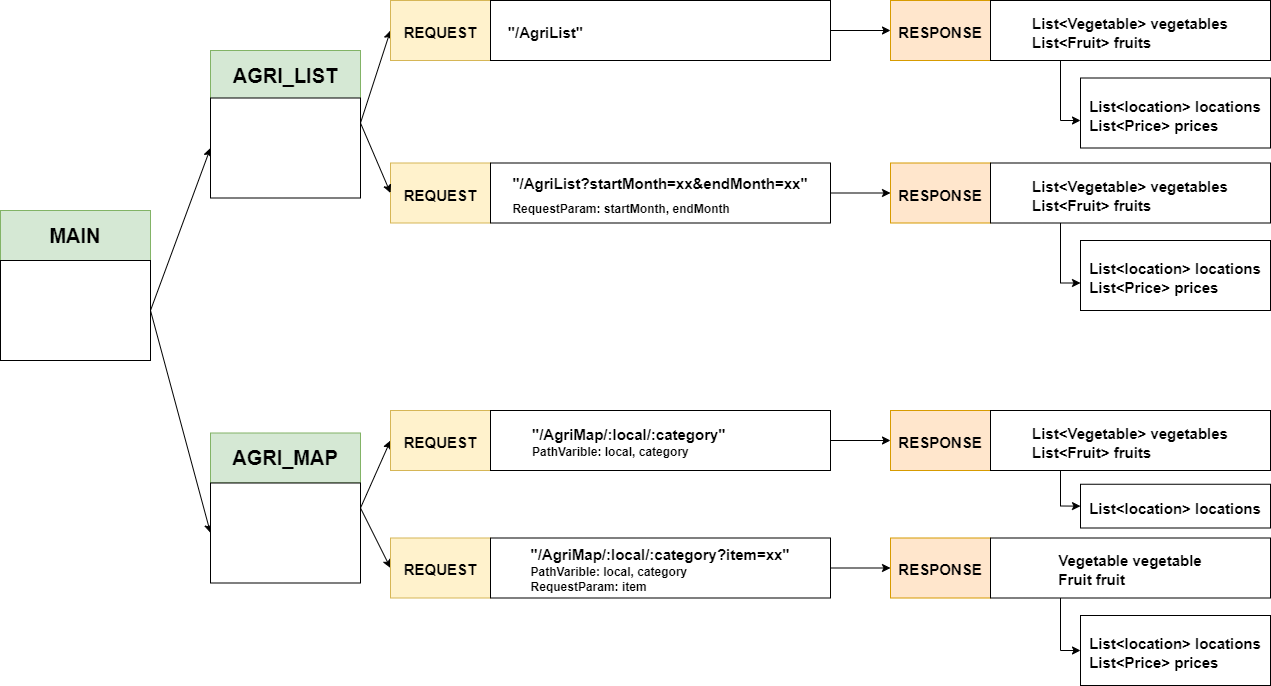 MAIN
AGRI_LIST
REQUEST
"/AgriList"
RESPONSE
List<Vegetable> vegetables
List<Fruit> fruits
List<location> locations
List<Price> prices
REQUEST
"/AgriList?startMonth=xx&endMonth=xx"
RequestParam: startMonth, endMonth
RESPONSE
List<Vegetable> vegetables
List<Fruit> fruits
List<location> locations
List<Price> prices
AGRI_MAP
REQUEST
"/AgriMap/:local/:category"
PathVarible: local, category
RESPONSE
List<Vegetable> vegetables
List<Fruit> fruits
List<location> locations
REQUEST
"/AgriMap/:local/:category?item=xx"
PathVarible: local, category
RequestParam: item
RESPONSE
Vegetable vegetable
Fruit fruit
List<location> locations
List<Price> prices